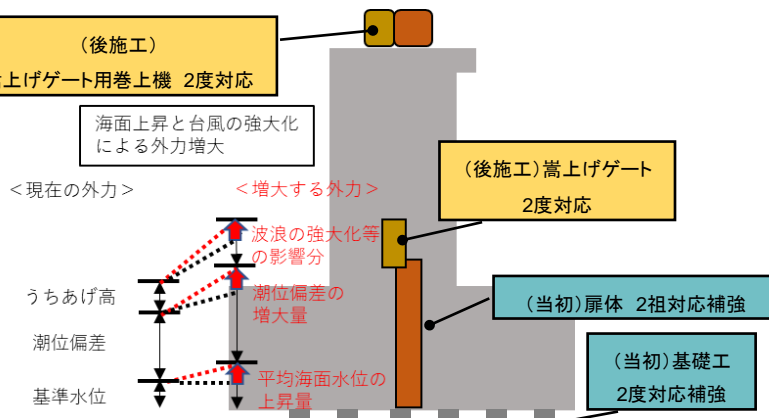 (後施工)
上げゲート用巻上機 2度対応
海面上昇と台風の強大化
による外力増大
(後施工)嵩上げゲート
2度対応
<現在の外力>
<増大する外力>
波浪の強大化等
の影響分
うちあげ高
潮位偏差の
増大量
潮位偏差
(当初)扉体 2祖対応補強
(当初)基礎工
2度対応補強
平均海面水位の
上昇量
基準水位